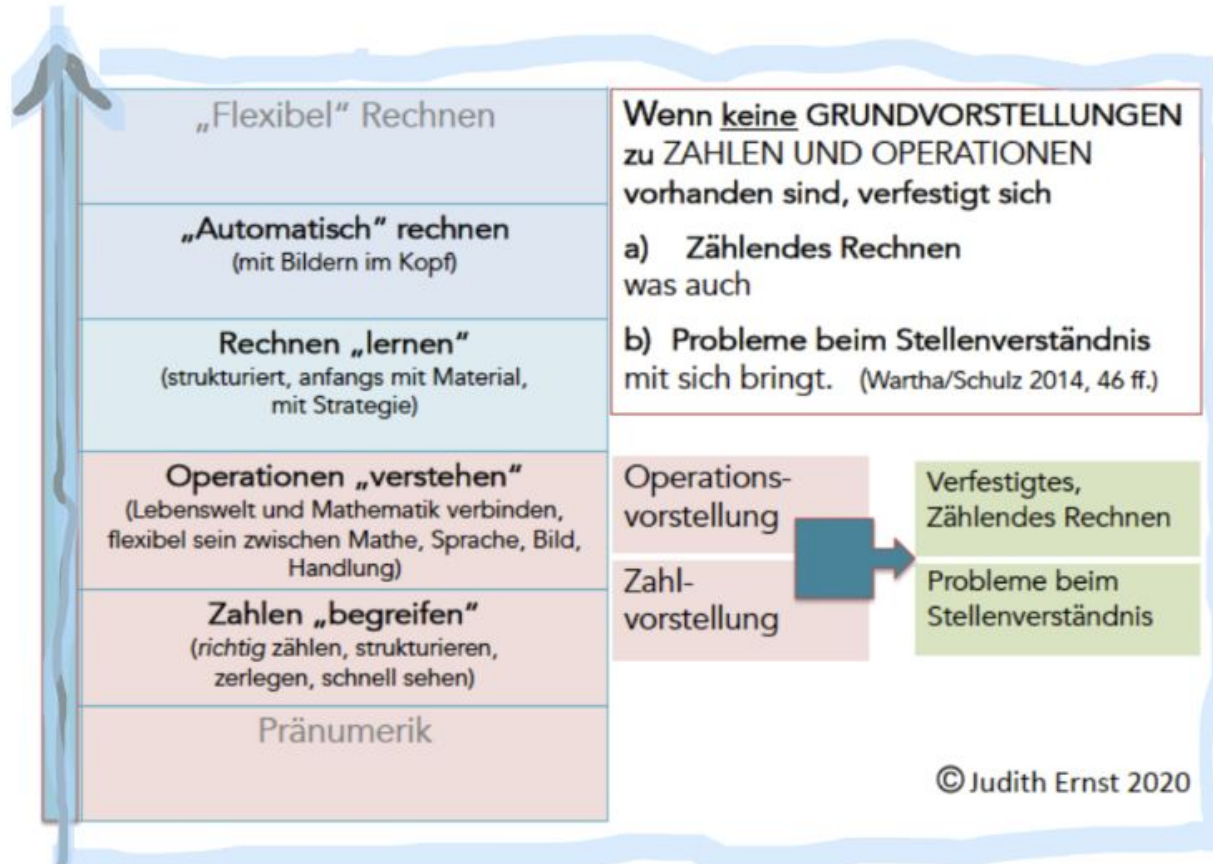 „Flexibel“ Rechnen
„Automatisch“ rechnen
(mit Bildern im Kopf)
Rechnen „lernen“
(strukturiert, anfangs mit Material,
mit Strategie)
Operationen „verstehen“
(Lebenswelt und Mathematik verbinden,
flexibel sein zwischen Mathe, Sprache, Bild,
Handlung)
Zahlen „begreifen“
(richtig zählen, strukturieren,
zerlegen, schnell sehen)
Pränumerik
Wenn keine GRUNDVORSTELLUNGEN
zu ZAHLEN UND OPERATIONEN
vorhanden sind, verfestigt sich
a) Zählendes Rechnen
was auch
b) Probleme beim Stellenverständnis
mit sich bringt. (Wartha/Schulz 2014, 46 ff.)
Operations-
vorstellung
Zahl-
vorstellung
Verfestigtes,
Zählendes Rechnen
Probleme beim
Stellenverständnis
© Judith Ernst 2020